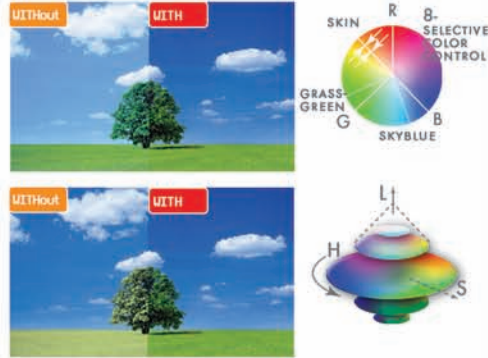 WITHout
WITH
SKIN
R
8-
SELECTIVE
COLOR
CONTROL
GRASS-
GREEN
G
B
SKYBLUE
WITHout
WITH
L
H
S